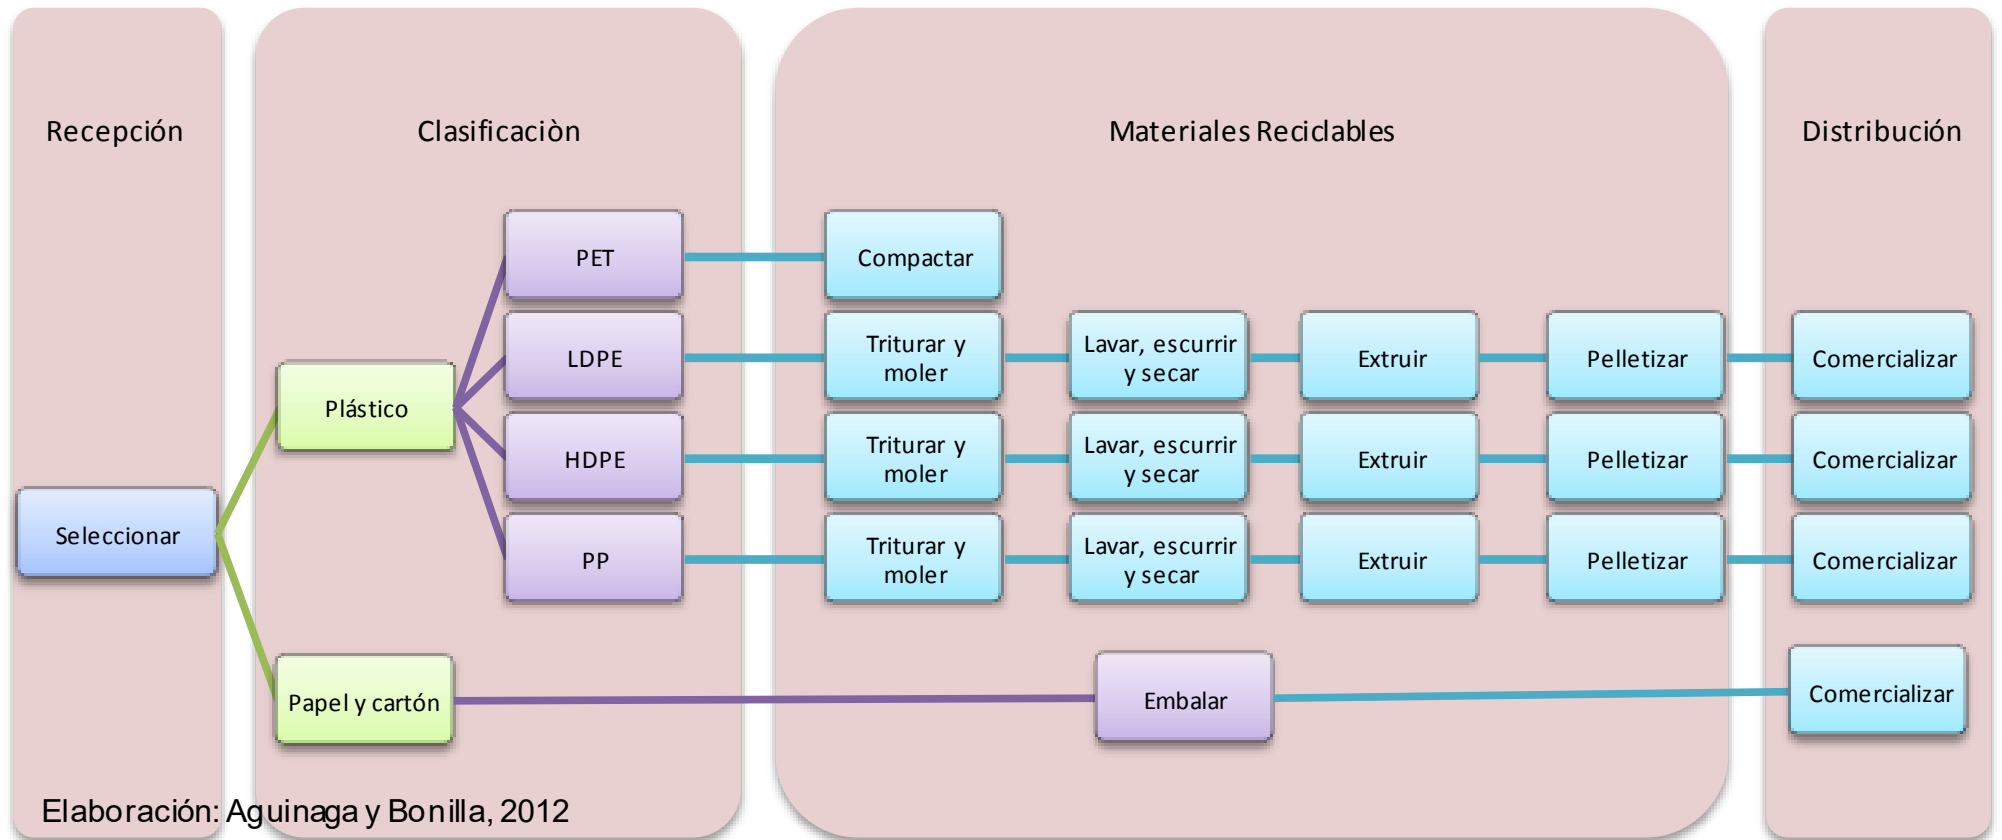 Recepción
Clasificaciòn
Materiales Reciclables
Distribución
PET
Compactar
LDPE
Triturar y
moler
Lavar, escurrir
y secar
Extruir
Pelletizar
Comercializar
Plástico
HDPE
Triturar y
moler
Lavar, escurrir
y secar
Extruir
Pelletizar
Comercializar
Seleccionar
PP
Triturar y
moler
Lavar, escurrir
y secar
Extruir
Pelletizar
Comercializar
Papel y cartón
Embalar
Comercializar
Elaboración: Aguinaga y Bonilla, 2012